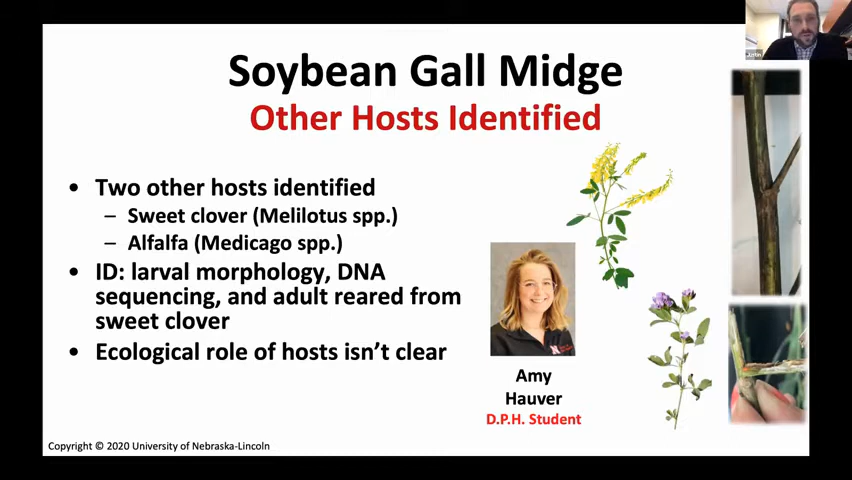 Soybean Gall Midge
Other Hosts Identified
• Two other hosts identified
– Sweet clover (Melilotus spp.)
– Alfalfa (Medicago spp.)
• ID: larval morphology, DNA
sequencing, and adult reared from
sweet clover
• Ecological role of hosts isn’t clear
Amy
Hauver
D.P.H. Student
Copyright © 2020 University of Nebraska-Lincoln